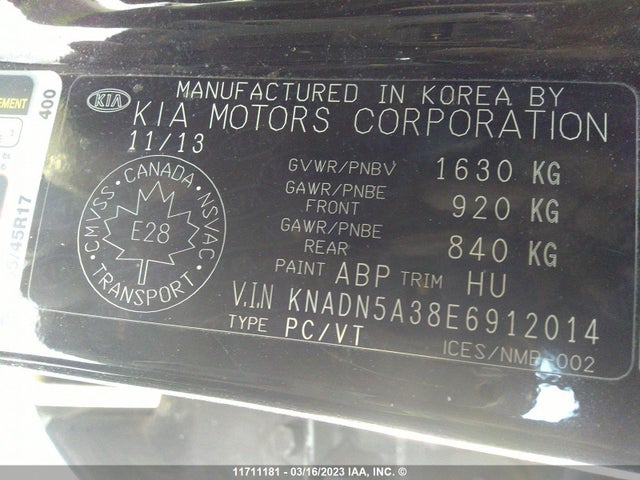 EMENT
400
5/45R17
KIA
MANUFACTURED IN KOREA BY
KIA MOTORS CORPORATION
11/13
GVWR/PNBV 1630 KG
GAWR/PNBE FRONT 920 KG
GAWR/PNBE REAR 840 KG
PAINT ABP TRIM HU
V.I.N KNADN5A38E6912014
TYPE PC/VT
ICES/NMB-002
CMVSS · CANADA · NSVAC
E28
TRANSPORT
11711181 - 03/16/2023 IAA, INC. ©